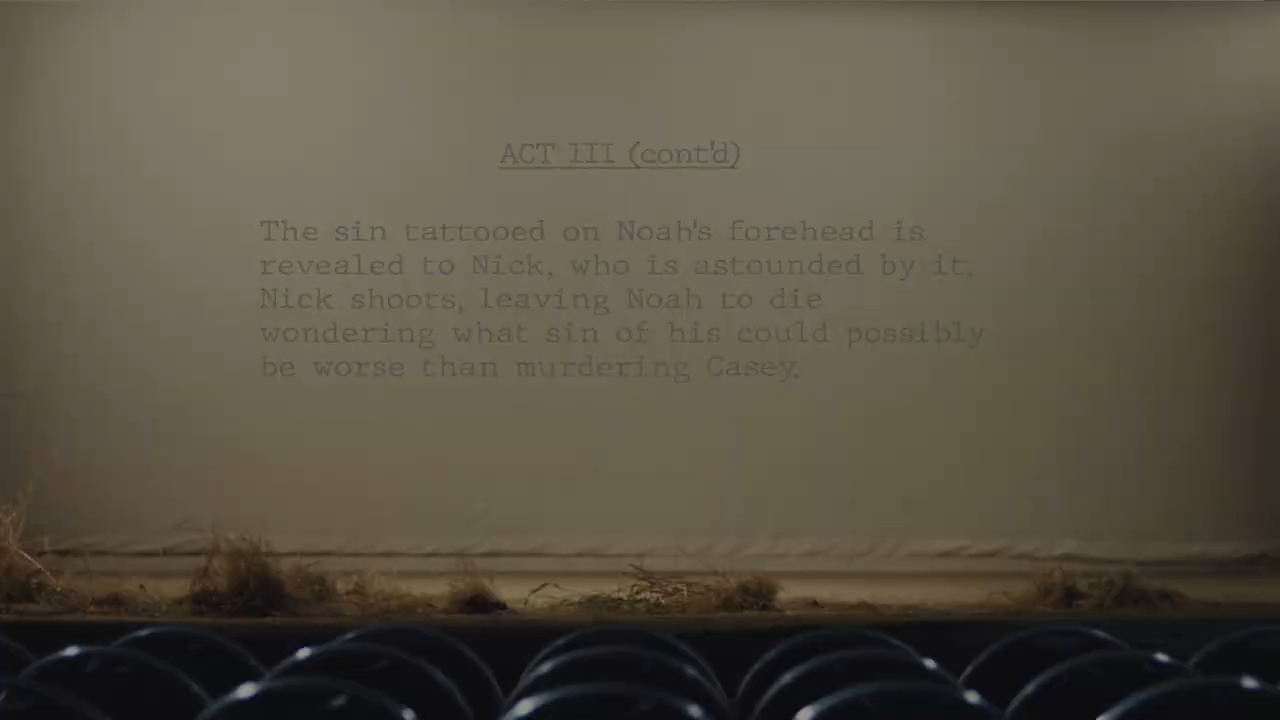 ACT III (cont'd)
The sin tattooed on Noah's forehead is
revealed to Nick, who is astounded by it.
Nick shoots, leaving Noah to die
wondering what sin of his could possibly
be worse than murdering Casey.